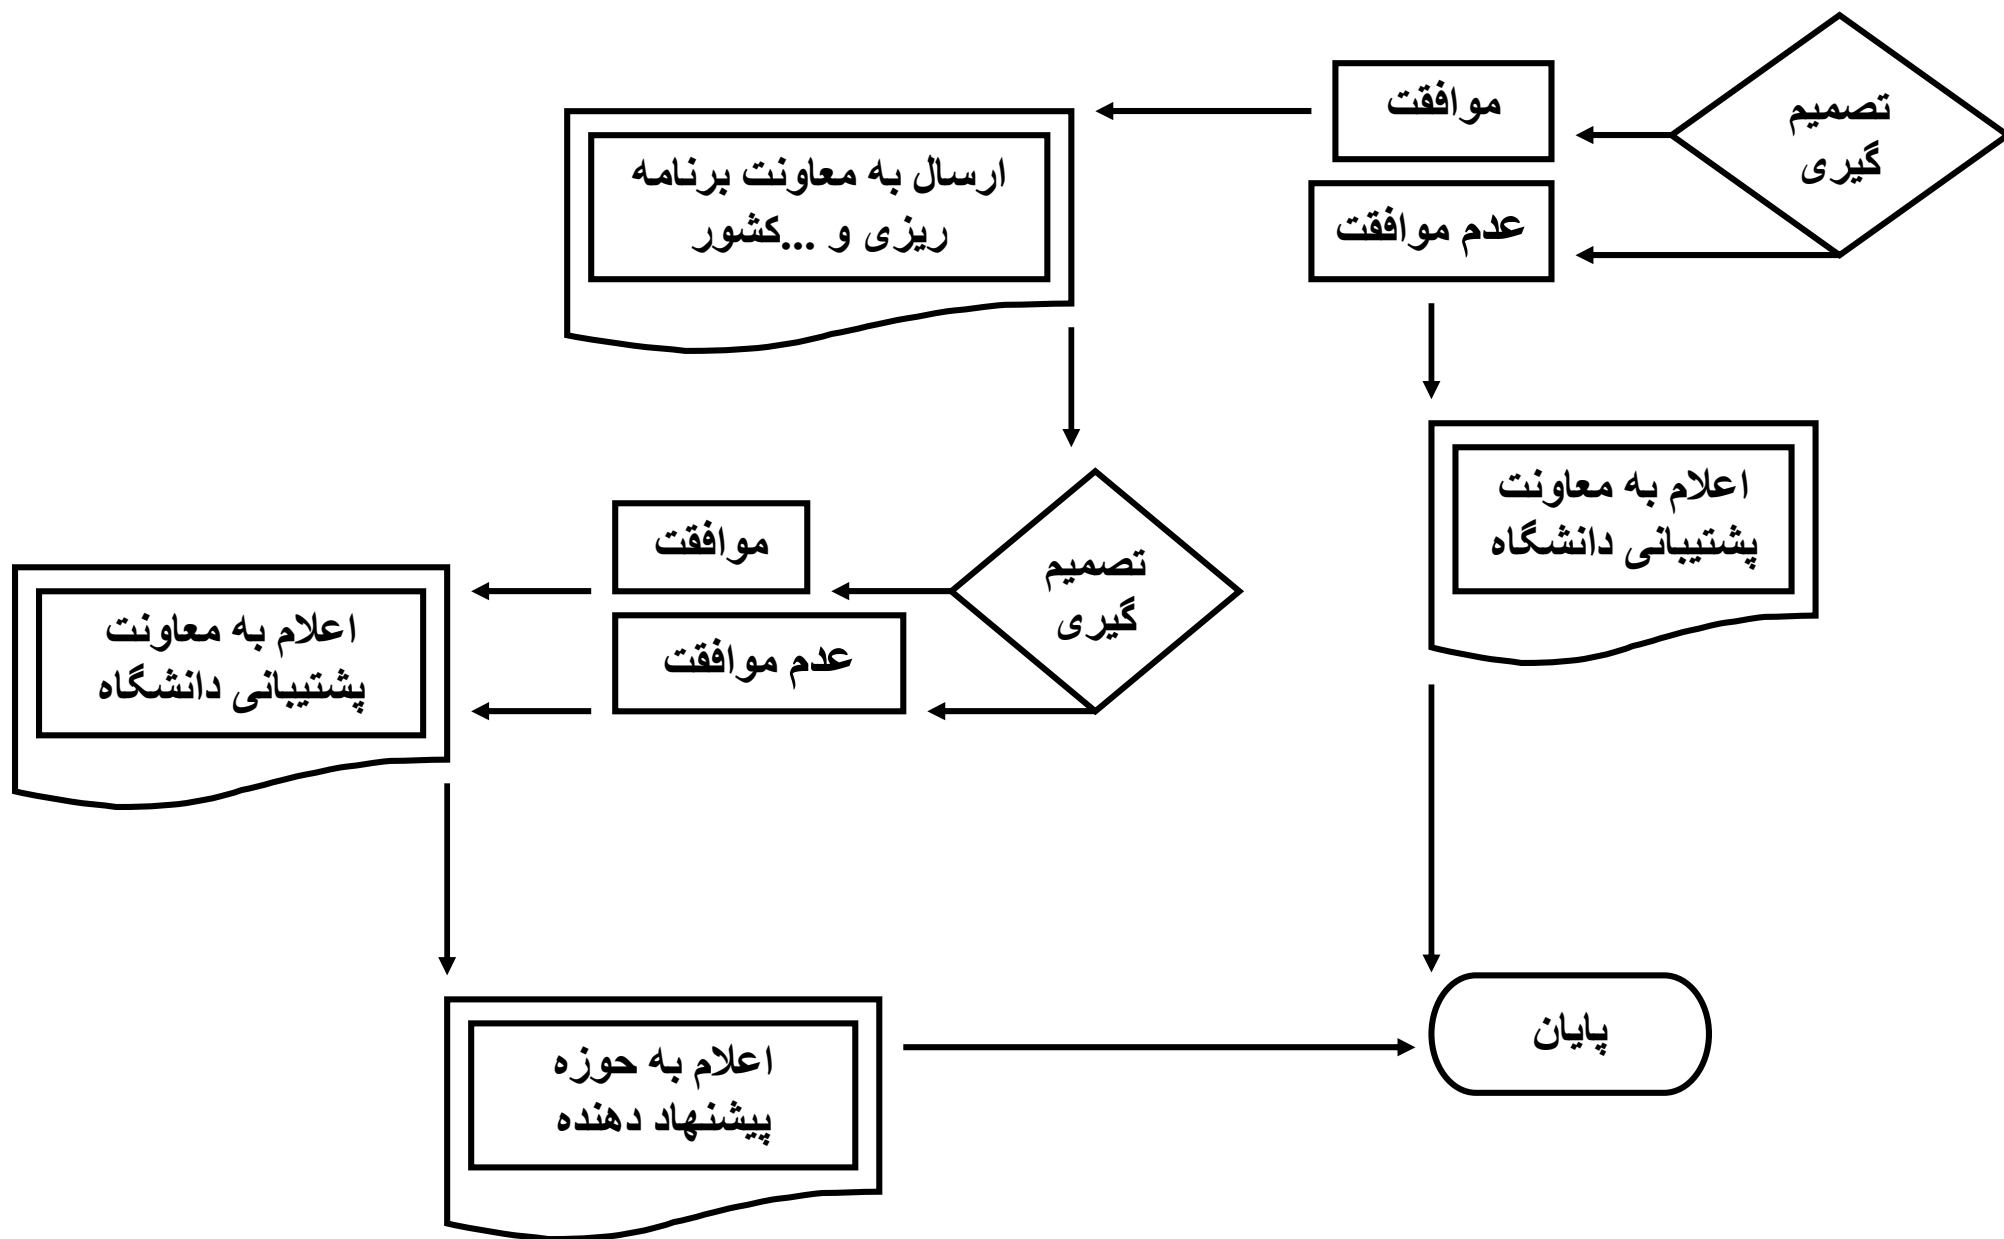 تصمیم
گیری
موافقت
عدم موافقت
ارسال به معاونت برنامه
ریزی و ...کشور
اعلام به معاونت
پشتیبانی دانشگاه
تصمیم
گیری
موافقت
عدم موافقت
اعلام به معاونت
پشتیبانی دانشگاه
اعلام به حوزه
پیشنهاد دهنده
پایان